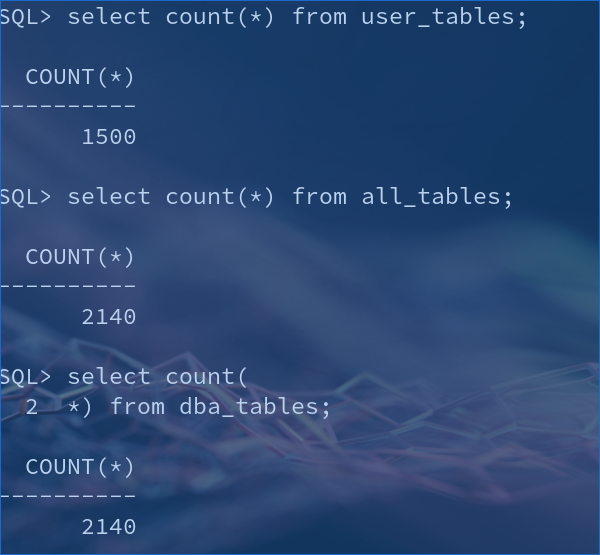 SQL> select count(*) from user_tables;
COUNT(*)
----------
1500
SQL> select count(*) from all_tables;
COUNT(*)
----------
2140
SQL> select count(
2 *) from dba_tables;
COUNT(*)
----------
2140